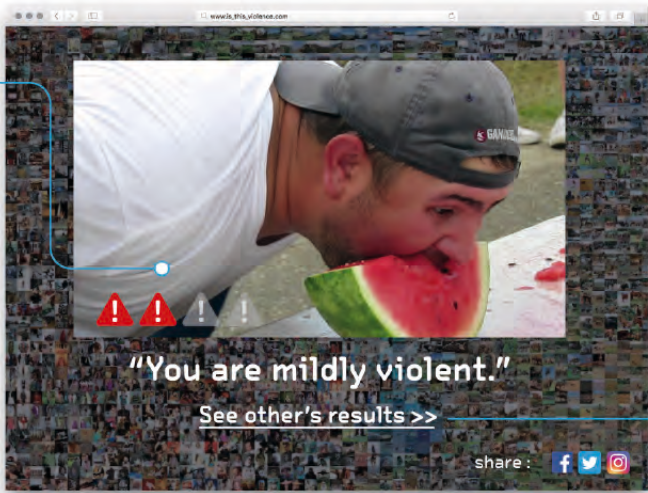 www.is_this_violence.com
“You are mildly violent.”
See other’s results >>
share :